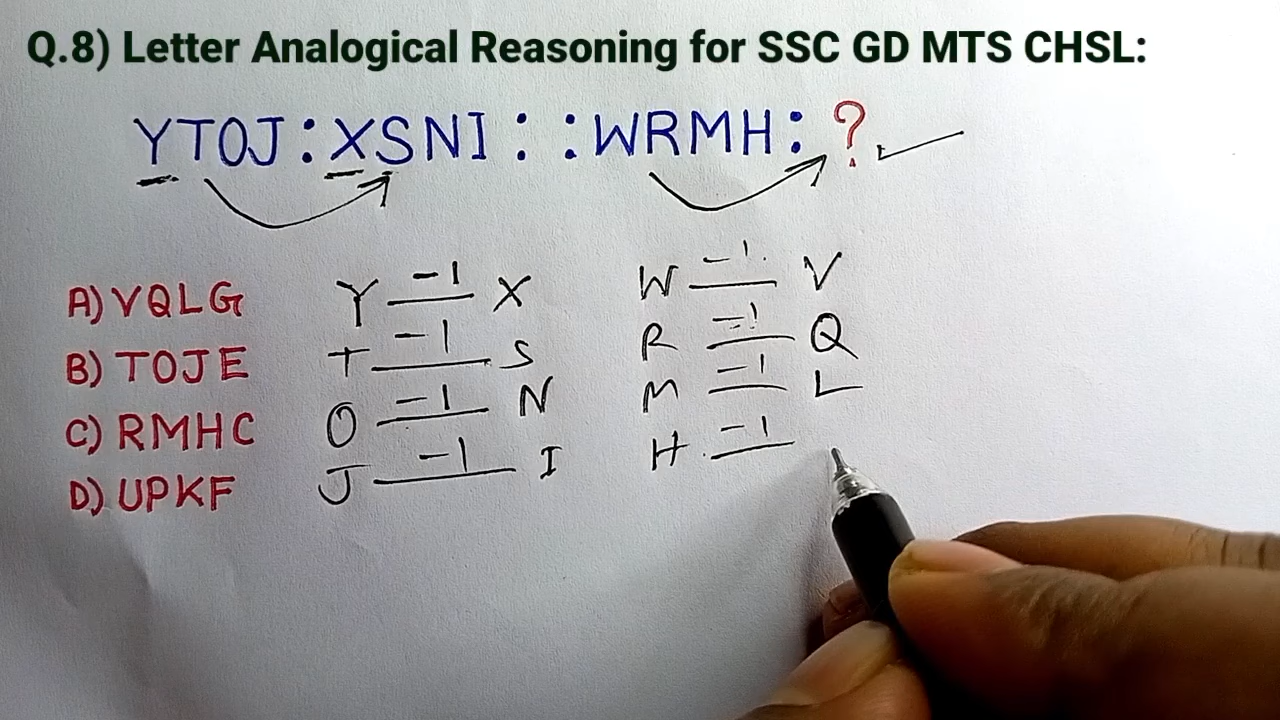 Q.8) Letter Analogical Reasoning for SSC GD MTS CHSL:
YTOJ:XSNI::WRMH:?
A) VQLG
B) TOJE
C) RMHC
D) UPKF
Y -1 X
T -1 S
O -1 N
J -1 I
W -1 V
R -1 Q
M -1 L
H -1